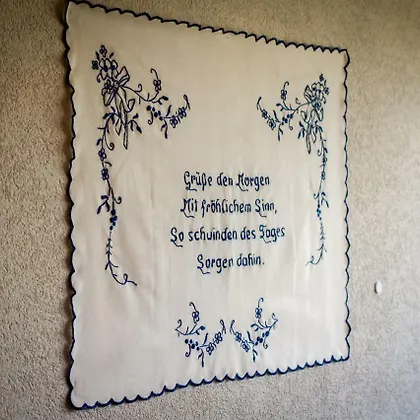 Grüße den Morgen
Mit fröhlichem Sinn,
So schwinden des Tages
Sorgen dahin.